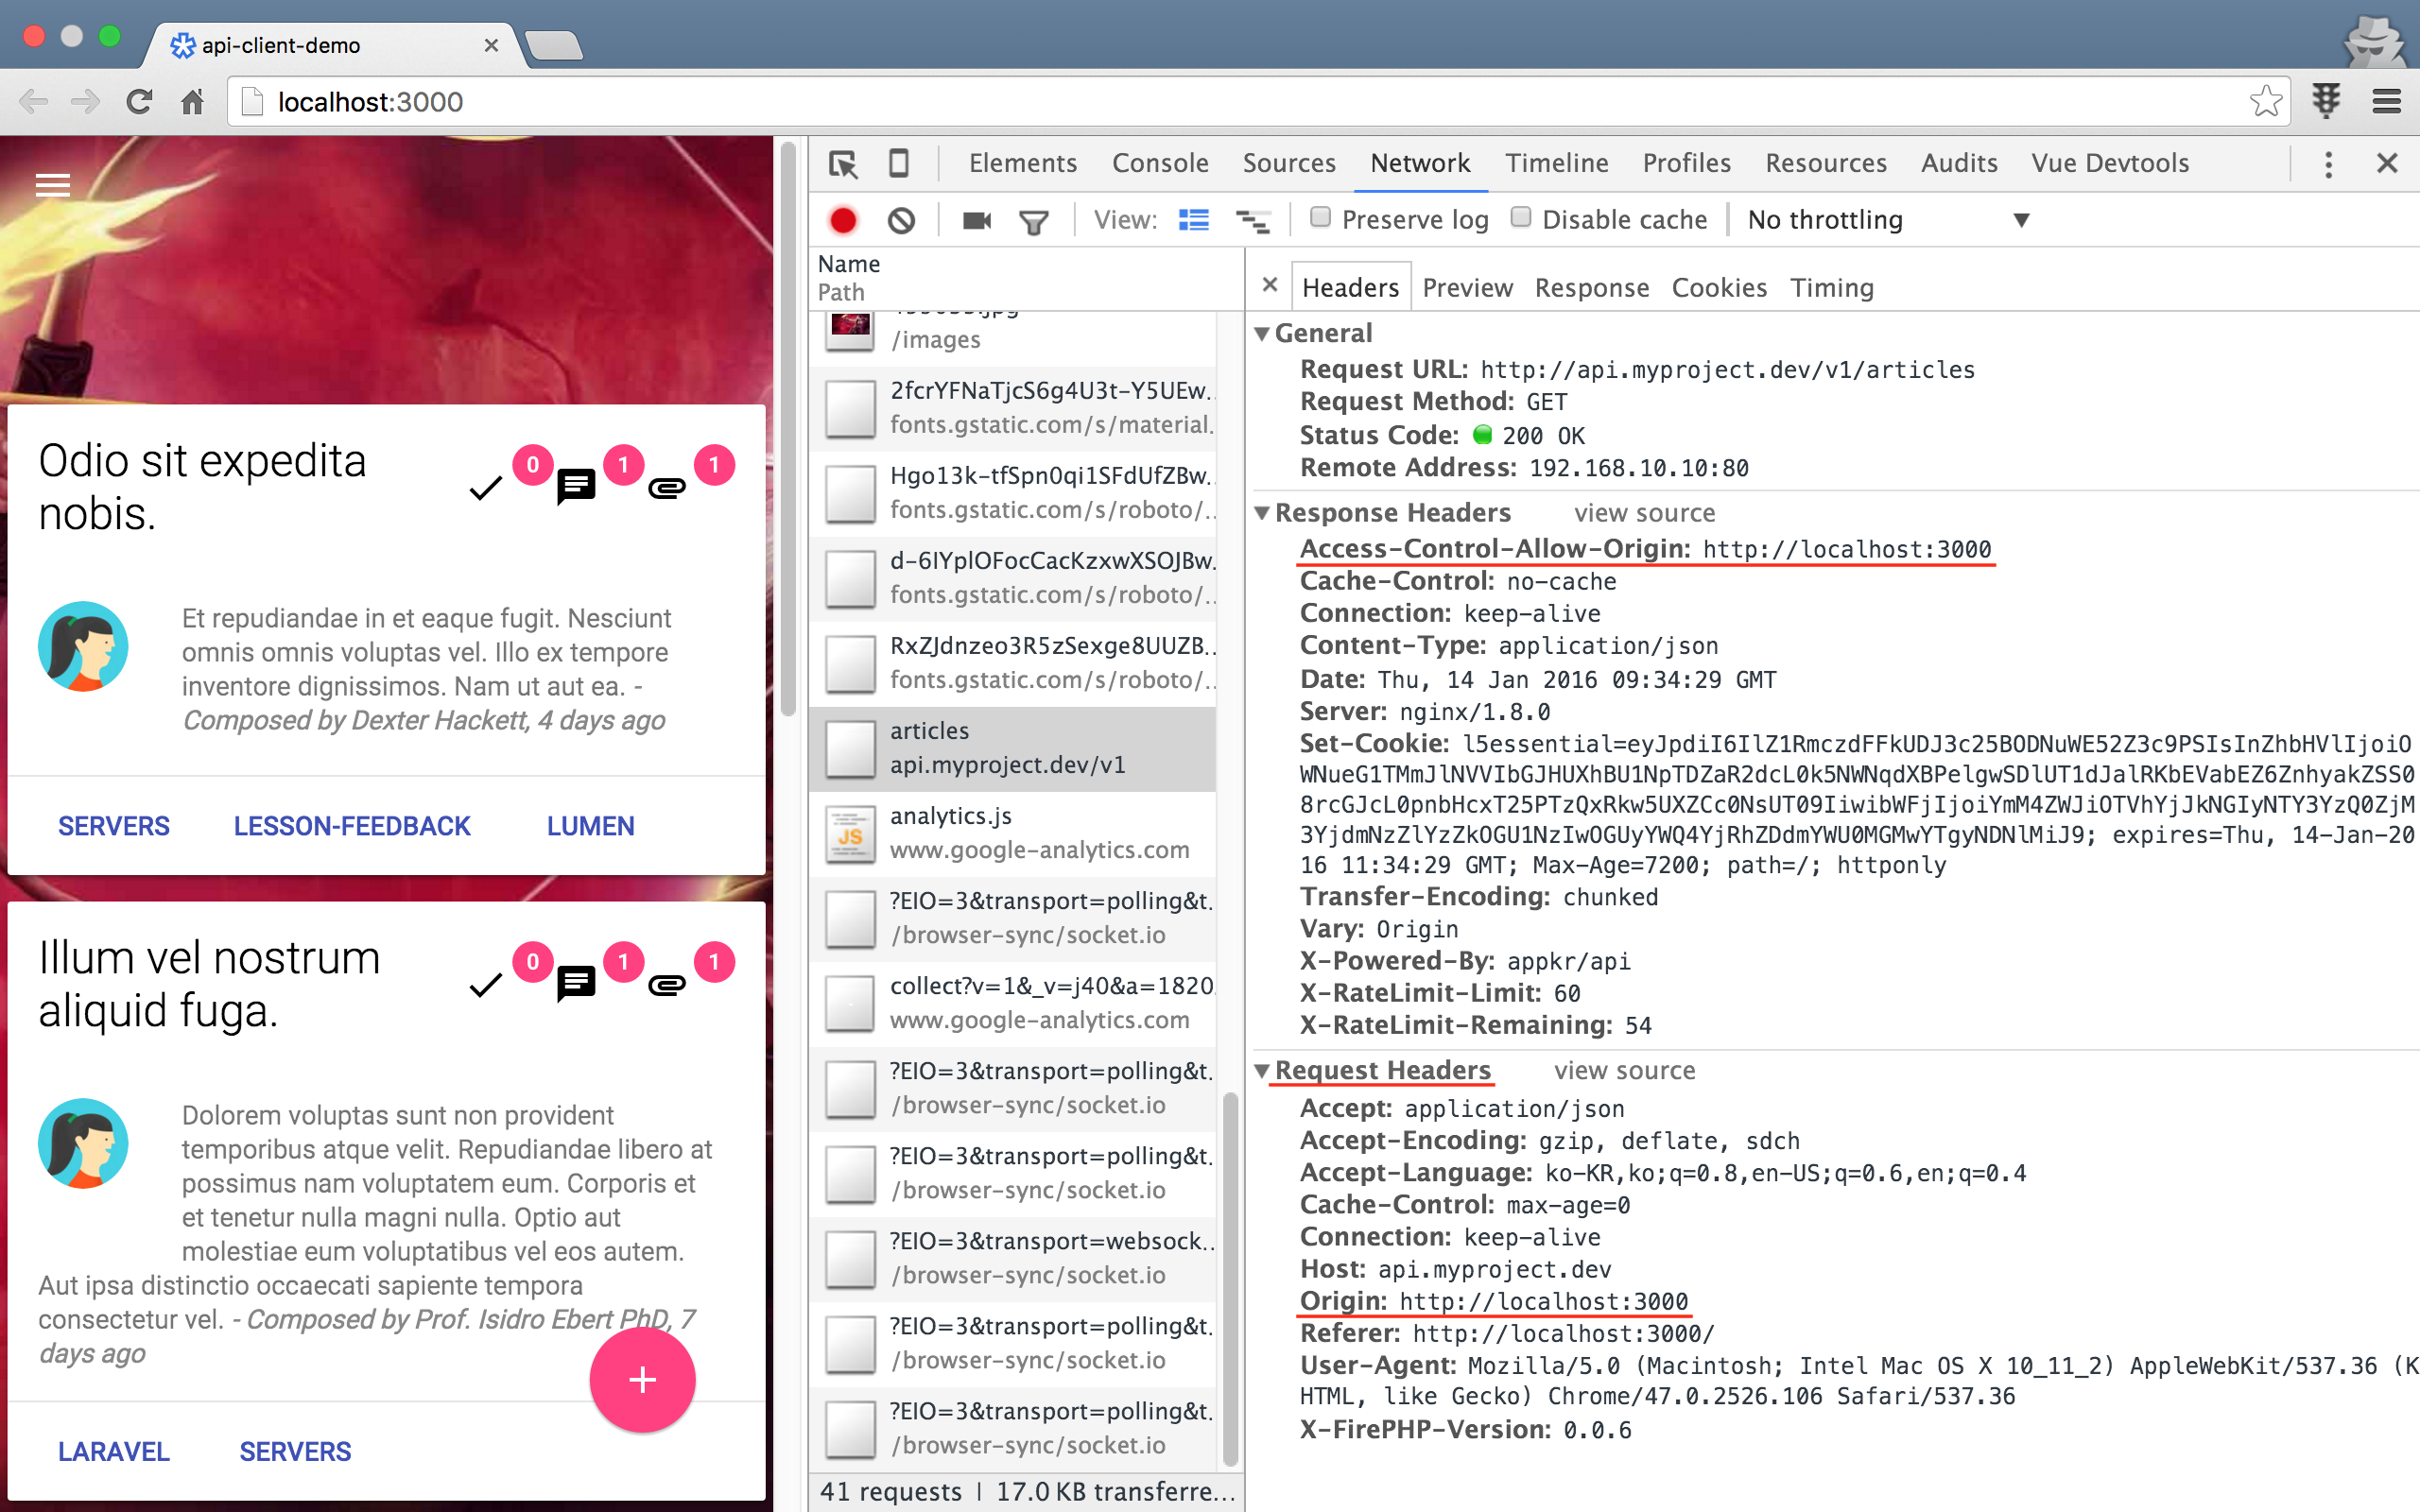 api-client-demo
localhost:3000
Elements Console Sources Network Timeline Profiles Resources Audits Vue Devtools
View: Preserve log Disable cache No throttling
Name
Path
/images
2fcrYFNaTjcS6g4U3t-Y5UEw..
fonts.gstatic.com/s/material.
Hgo13k-tfSpn0qi1SFdUfZBw..
fonts.gstatic.com/s/roboto/..
d-6IYplOFocCacKzxwXSOJBw..
fonts.gstatic.com/s/roboto/..
RxZJdnzeo3R5zSexge8UUZB..
fonts.gstatic.com/s/roboto/..
articles
api.myproject.dev/v1
JS
analytics.js
www.google-analytics.com
?EIO=3&transport=polling&t.
/browser-sync/socket.io
collect?v=1&_v=j40&a=1820.
www.google-analytics.com
?EIO=3&transport=polling&t.
/browser-sync/socket.io
?EIO=3&transport=polling&t.
/browser-sync/socket.io
?EIO=3&transport=websock..
/browser-sync/socket.io
?EIO=3&transport=polling&t.
/browser-sync/socket.io
?EIO=3&transport=polling&t.
/browser-sync/socket.io
41 requests | 17.0 KB transferre...
Headers Preview Response Cookies Timing
General
Request URL: http://api.myproject.dev/v1/articles
Request Method: GET
Status Code: 200 OK
Remote Address: 192.168.10.10:80
Response Headers view source
Access-Control-Allow-Origin: http://localhost:3000
Cache-Control: no-cache
Connection: keep-alive
Content-Type: application/json
Date: Thu, 14 Jan 2016 09:34:29 GMT
Server: nginx/1.8.0
Set-Cookie: l5essential=eyJpdiI6IlZ1RmczdFFkUDJ3c25BODNuWE52Z3c9PSIsInZhbHVlIjoiO
WNueG1TMmJlNVVIbGJHUXhBU1NpTDZaR2dcL0k5NWNqdXBPelgwSDlUT1dJalRKbEVabEZ6ZnhyakZSS0
8rcGJcL0pnbHcxT25PTzQxRkw5UXZCc0NsUT09IiwibWFjIjoiYmM4ZWJiOTVhYjJkNGIyNTY3YzQ0ZjM
3YjdmNzZlYzZkOGU1NzIwOGUyYWQ4YjRhZDdmYWU0MGMwYTgyNDNlMiJ9; expires=Thu, 14-Jan-20
16 11:34:29 GMT; Max-Age=7200; path=/; httponly
Transfer-Encoding: chunked
Vary: Origin
X-Powered-By: appkr/api
X-RateLimit-Limit: 60
X-RateLimit-Remaining: 54
Request Headers view source
Accept: application/json
Accept-Encoding: gzip, deflate, sdch
Accept-Language: ko-KR,ko;q=0.8,en-US;q=0.6,en;q=0.4
Cache-Control: max-age=0
Connection: keep-alive
Host: api.myproject.dev
Origin: http://localhost:3000
Referer: http://localhost:3000/
User-Agent: Mozilla/5.0 (Macintosh; Intel Mac OS X 10_11_2) AppleWebKit/537.36 (K
HTML, like Gecko) Chrome/47.0.2526.106 Safari/537.36
X-FirePHP-Version: 0.0.6
Odio sit expedita
nobis.
0 1 1
Et repudiandae in et eaque fugit. Nesciunt
omnis omnis voluptas vel. Illo ex tempore
inventore dignissimos. Nam ut aut ea. -
Composed by Dexter Hackett, 4 days ago
SERVERS LESSON-FEEDBACK LUMEN
Illum vel nostrum
aliquid fuga.
0 1 1
Dolorem voluptas sunt non provident
temporibus atque velit. Repudiandae libero at
possimus nam voluptatem eum. Corporis et
et tenetur nulla magni nulla. Optio aut
molestiae eum voluptatibus vel eos autem.
Aut ipsa distinctio occaecati sapiente tempora
consectetur vel. - Composed by Prof. Isidro Ebert PhD, 7
days ago
+
LARAVEL SERVERS